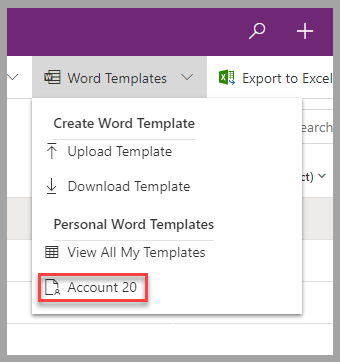 Word Templates
Export to Excel
Create Word Template
Upload Template
Search
Download Template
ct)
Personal Word Templates
View All My Templates
Account 20